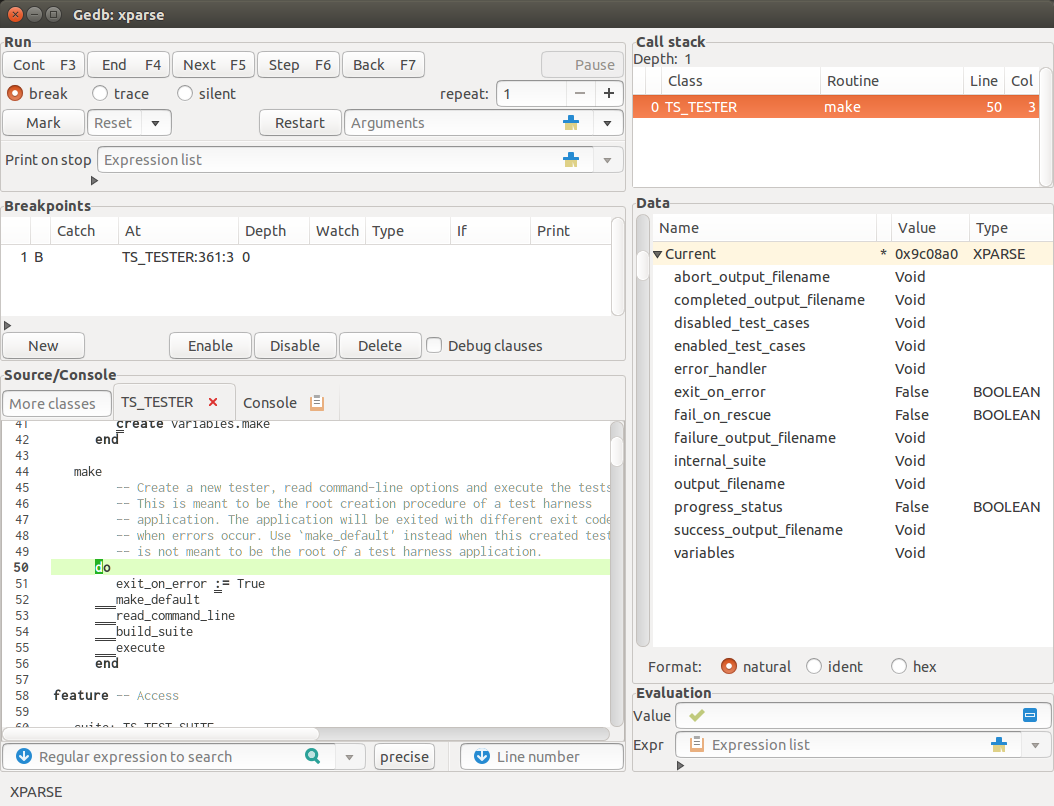 Gedb: xparse
Run
Cont F3 End F4 Next F5 Step F6 Back F7 Pause
break trace silent repeat: 1
Mark Reset Restart Arguments
Print on stop Expression list
Breakpoints
Catch At Depth Watch Type If Print
1 B TS_TESTER:361:3 0
New Enable Disable Delete Debug clauses
Source/Console
More classes TS_TESTER Console
41 create variables.make
42 end
43
44 make
45 -- Create a new tester, read command-line options and execute the tests
46 -- This is meant to be the root creation procedure of a test harness
47 -- application. The application will be exited with different exit code
48 -- when errors occur. Use `make_default' instead when this created test
49 -- is not meant to be the root of a test harness application.
50 do
51 exit_on_error := True
52 make_default
53 read_command_line
54 build_suite
55 execute
56 end
57
58 feature -- Access
59
60 suite: TS_TEST_SUITE
Regular expression to search precise Line number
XPARSE
Call stack
Depth: 1
Class Routine Line Col
0 TS_TESTER make 50 3
Data
Name Value Type
Current * 0x9c08a0 XPARSE
abort_output_filename Void
completed_output_filename Void
disabled_test_cases Void
enabled_test_cases Void
error_handler Void
exit_on_error False BOOLEAN
fail_on_rescue False BOOLEAN
failure_output_filename Void
internal_suite Void
output_filename Void
progress_status False BOOLEAN
success_output_filename Void
variables Void
Format: natural ident hex
Evaluation
Value
Expr Expression list